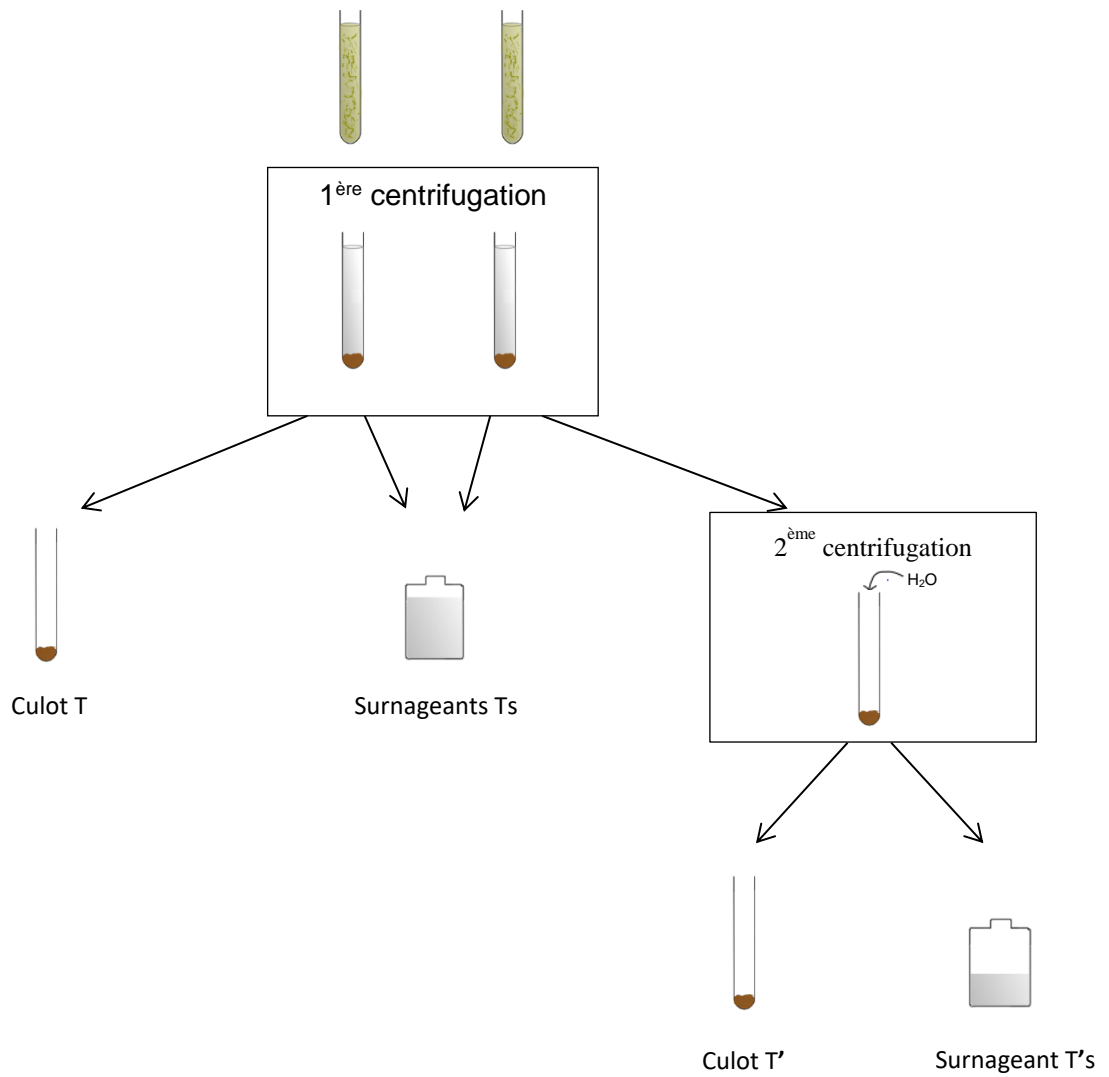 1ère centrifugation
2ème centrifugation
H₂O
Culot T
Surnageants Ts
Culot T'
Surnageant T's